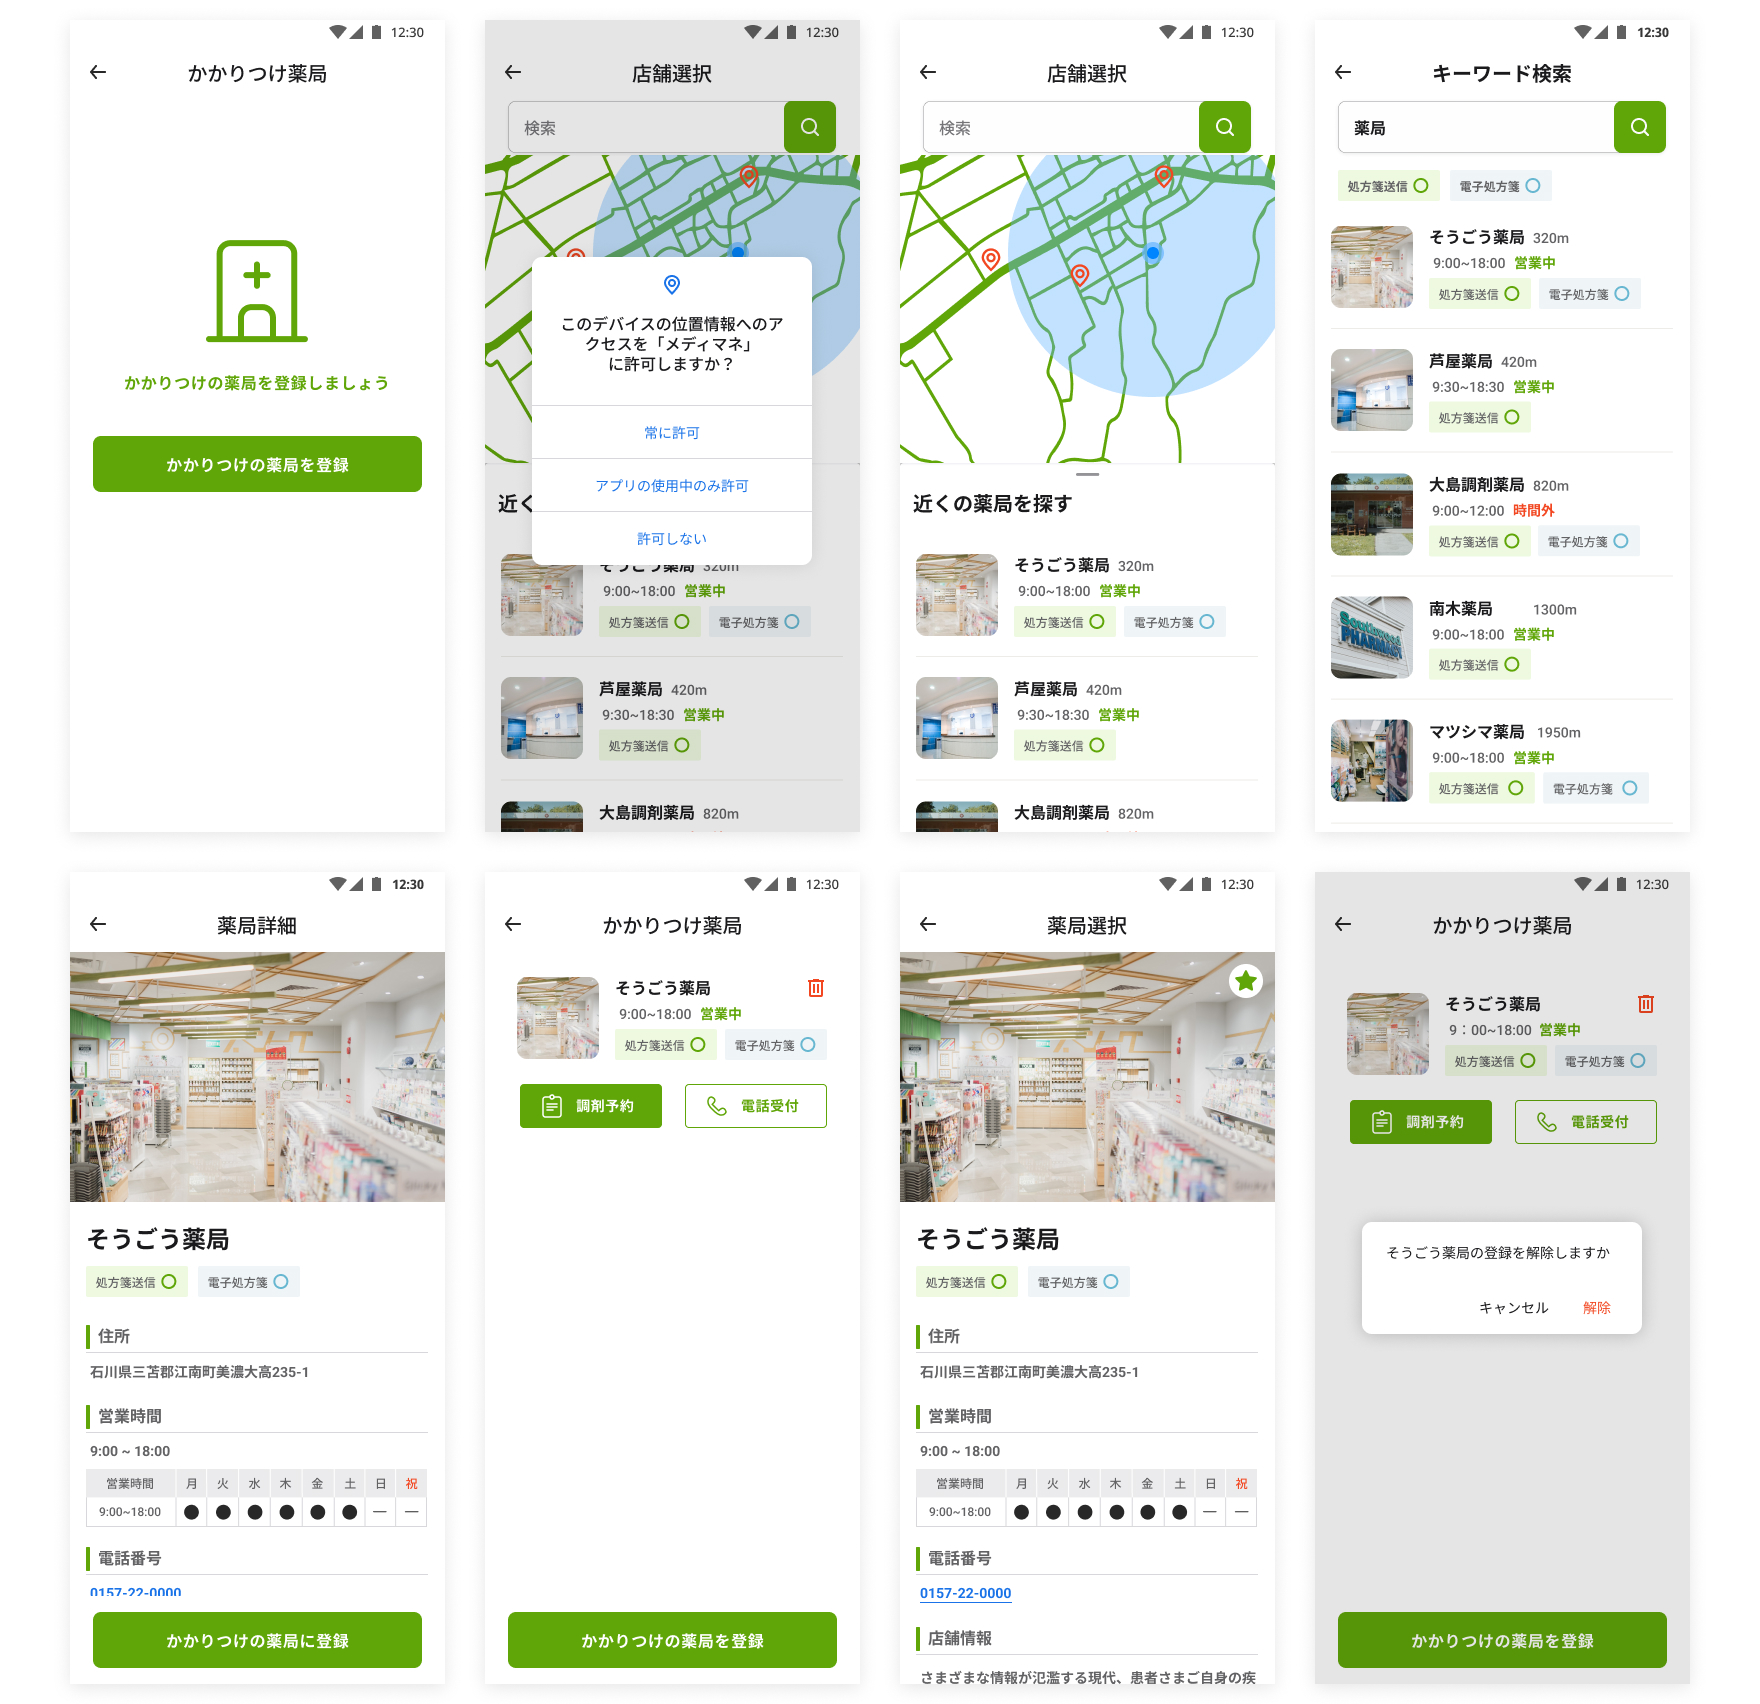 12:30
かかりつけ薬局
かかりつけの薬局を登録しましょう
かかりつけの薬局を登録
12:30
店舗選択
検索
このデバイスの位置情報へのア
クセスを「メディマネ」
に許可しますか？
常に許可
アプリの使用中のみ許可
許可しない
近く
そうごう薬局 320m
9:00~18:00 営業中
処方箋送信 電子処方箋
芦屋薬局 420m
9:30~18:30 営業中
処方箋送信
大島調剤薬局 820m
12:30
店舗選択
検索
近くの薬局を探す
そうごう薬局 320m
9:00~18:00 営業中
処方箋送信 電子処方箋
芦屋薬局 420m
9:30~18:30 営業中
処方箋送信
大島調剤薬局 820m
12:30
キーワード検索
薬局
処方箋送信 電子処方箋
そうごう薬局 320m
9:00~18:00 営業中
処方箋送信 電子処方箋
芦屋薬局 420m
9:30~18:30 営業中
処方箋送信
大島調剤薬局 820m
9:00~12:00 時間外
処方箋送信 電子処方箋
南木薬局 1300m
9:00~18:00 営業中
処方箋送信
PHARMACY
マツシマ薬局 1950m
9:00~18:00 営業中
処方箋送信 電子処方箋
12:30
薬局詳細
そうごう薬局
処方箋送信 電子処方箋
住所
石川県三苫郡江南町美濃大高235-1
営業時間
9:00 ~ 18:00
営業時間 月 火 水 木 金 土 日 祝
9:00~18:00 ● ● ● ● ● ● — —
電話番号
0157-22-0000
かかりつけの薬局に登録
12:30
かかりつけ薬局
そうごう薬局
9:00~18:00 営業中
処方箋送信 電子処方箋
調剤予約 電話受付
かかりつけの薬局を登録
12:30
薬局選択
そうごう薬局
処方箋送信 電子処方箋
住所
石川県三苫郡江南町美濃大高235-1
営業時間
9:00 ~ 18:00
営業時間 月 火 水 木 金 土 日 祝
9:00~18:00 ● ● ● ● ● ● — —
電話番号
0157-22-0000
店舗情報
さまざまな情報が氾濫する現代、患者さまご自身の疾
12:30
かかりつけ薬局
そうごう薬局
9：00~18:00 営業中
処方箋送信 電子処方箋
調剤予約 電話受付
そうごう薬局の登録を解除しますか
キャンセル 解除
かかりつけの薬局を登録